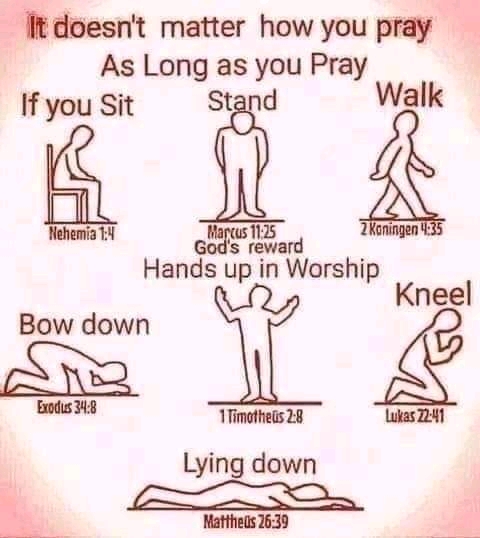 It doesn't matter how you pray
As Long as you Pray
If you Sit
Stand
Walk
Nehemia 1:4
Marcus 11:25
2 Koningen 4:35
God's reward
Hands up in Worship
Kneel
Bow down
Exodus 34:8
1 Timotheüs 2:8
Lukas 22:41
Lying down
Mattheüs 26:39